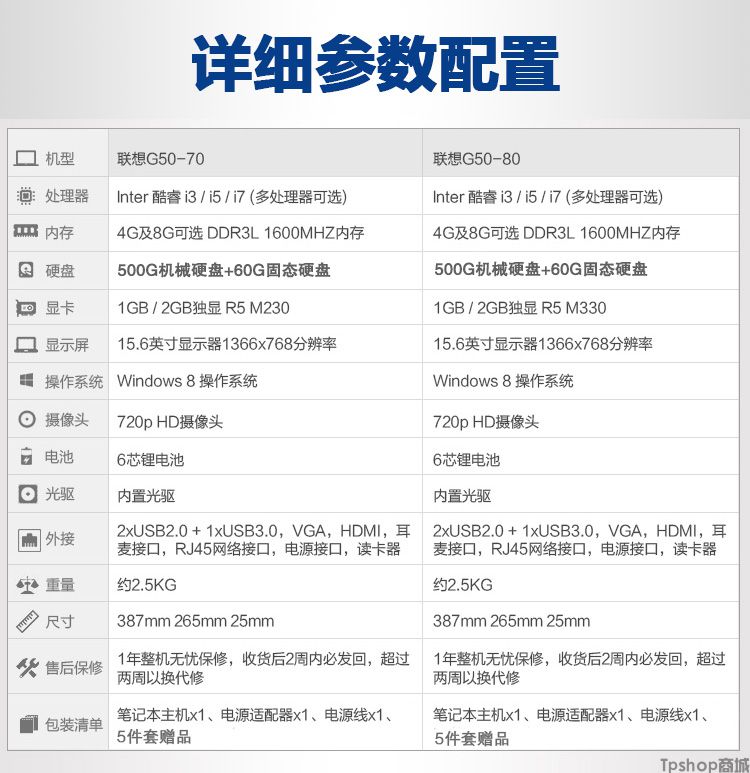 详细参数配置
机型 联想G50-70 联想G50-80
处理器 Inter 酷睿 i3 / i5 / i7 (多处理器可选) Inter 酷睿 i3 / i5 / i7 (多处理器可选)
内存 4G及8G可选 DDR3L 1600MHZ内存 4G及8G可选 DDR3L 1600MHZ内存
硬盘 500G机械硬盘+60G固态硬盘 500G机械硬盘+60G固态硬盘
显卡 1GB / 2GB独显 R5 M230 1GB / 2GB独显 R5 M330
显示屏 15.6英寸显示器1366x768分辨率 15.6英寸显示器1366x768分辨率
操作系统 Windows 8 操作系统 Windows 8 操作系统
摄像头 720p HD摄像头 720p HD摄像头
电池 6芯锂电池 6芯锂电池
光驱 内置光驱 内置光驱
外接 2xUSB2.0 + 1xUSB3.0，VGA，HDMI，耳 2xUSB2.0 + 1xUSB3.0，VGA，HDMI，耳
麦接口，RJ45网络接口，电源接口，读卡器 麦接口，RJ45网络接口，电源接口，读卡器
重量 约2.5KG 约2.5KG
尺寸 387mm 265mm 25mm 387mm 265mm 25mm
售后保修 1年整机无忧保修，收货后2周内必发回，超过 1年整机无忧保修，收货后2周内必发回，超过
两周以换代修 两周以换代修
包装清单 笔记本主机x1、电源适配器x1、电源线x1、 笔记本主机x1、电源适配器x1、电源线x1、
5件套赠品 5件套赠品
Tpshop商城